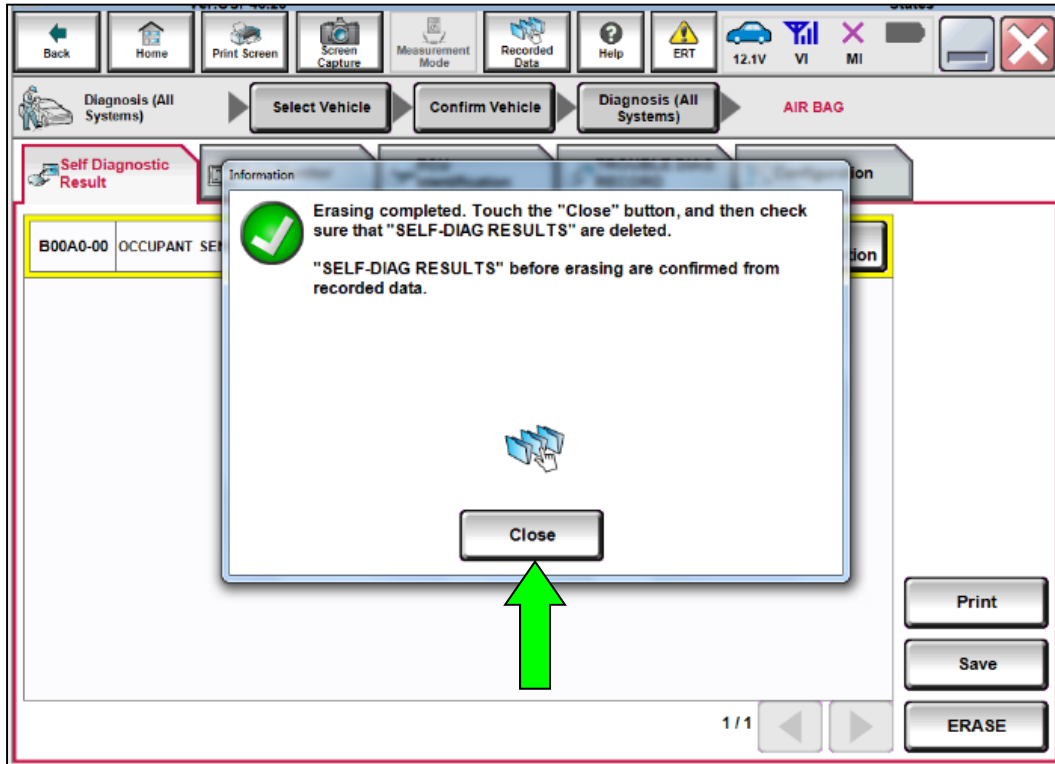 Back
Home
Print Screen
Screen
Capture
Measurement
Mode
Recorded
Data
Help
ERT
12.1V
VI
MI
Diagnosis (All
Systems)
Select Vehicle
Confirm Vehicle
Diagnosis (All
Systems)
AIR BAG
Self Diagnostic
Result
Information
Erasing completed. Touch the "Close" button, and then check
sure that "SELF-DIAG RESULTS" are deleted.
"SELF-DIAG RESULTS" before erasing are confirmed from
recorded data.
B00A0-00 OCCUPANT
Close
Print
Save
1/1
ERASE